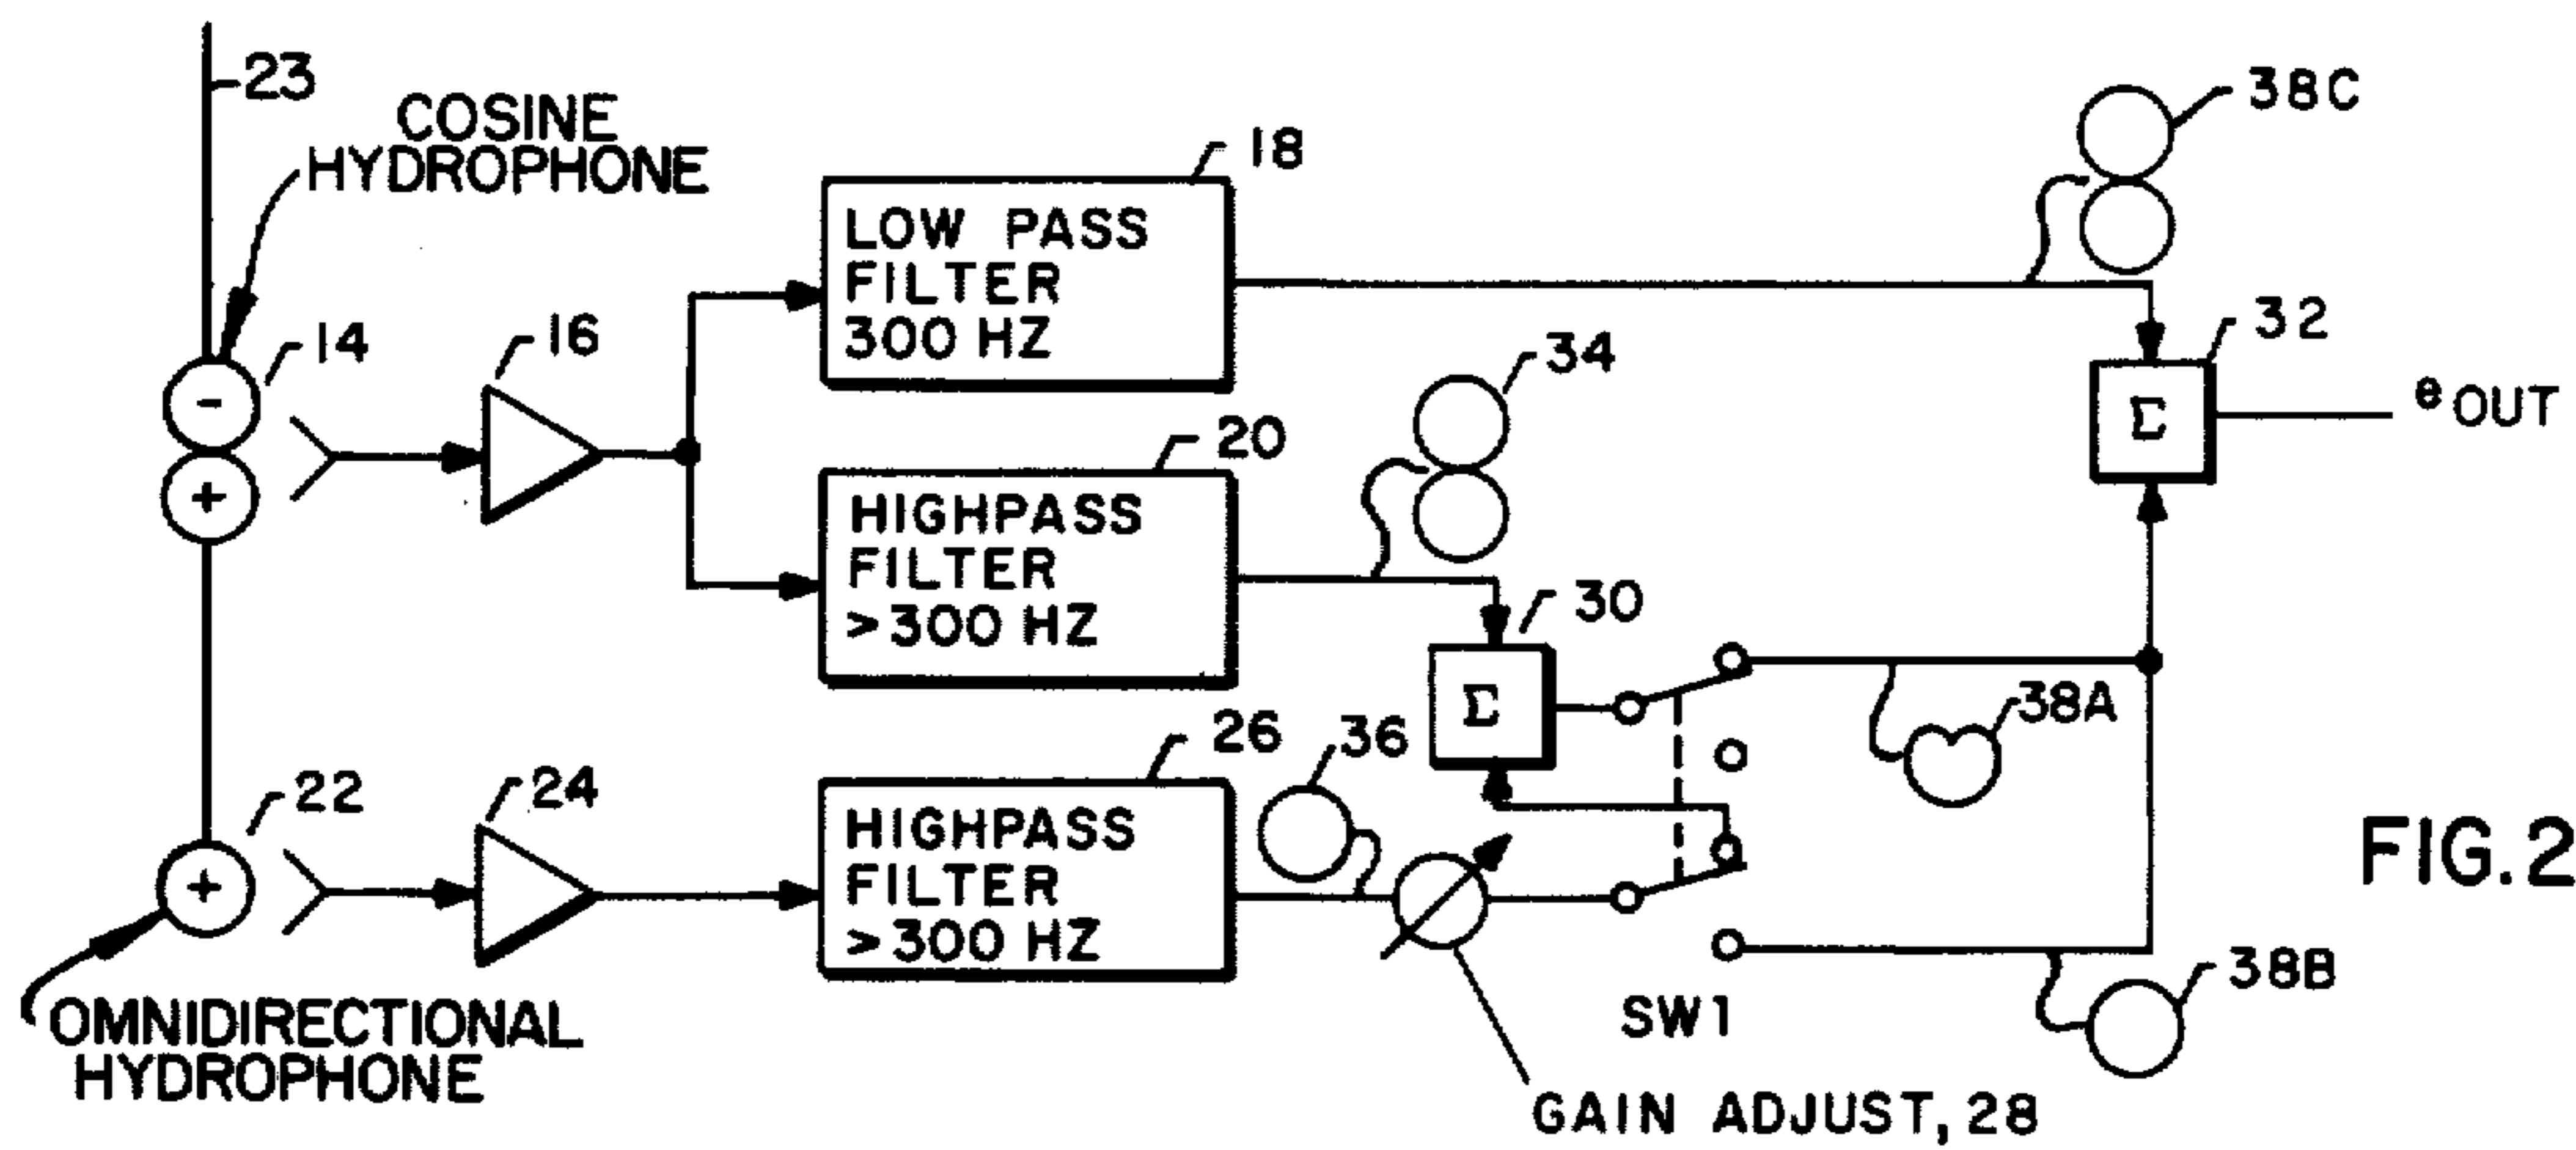 23
COSINE
HYDROPHONE
14
16
18
LOW PASS
FILTER
300 HZ
38C
32
Σ
e OUT
-
+
20
HIGHPASS
FILTER
>300 HZ
34
30
Σ
38A
22
+
24
26
HIGHPASS
FILTER
>300 HZ
36
38B
SW1
GAIN ADJUST, 28
OMNIDIRECTIONAL
HYDROPHONE
FIG.2